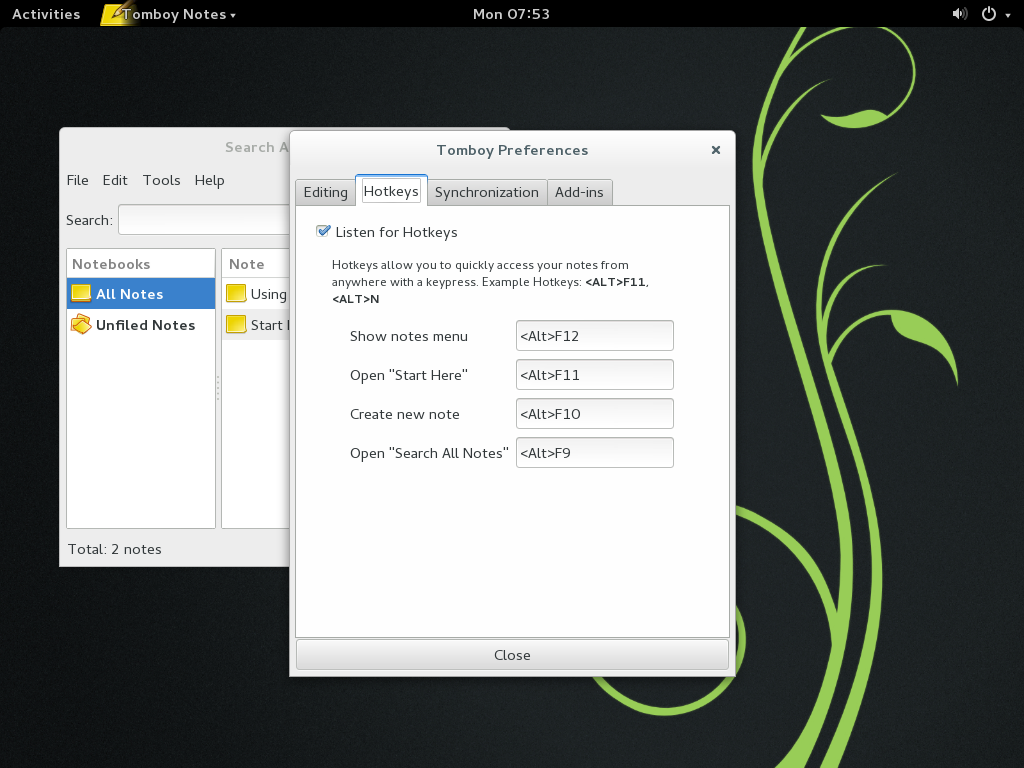 Activities
Tomboy Notes
Mon 07:53
Search A
File Edit Tools Help
Search:
Notebooks
All Notes
Unfiled Notes
Note
Using
Start
Total: 2 notes
Tomboy Preferences
Editing
Hotkeys
Synchronization
Add-ins
Listen for Hotkeys
Hotkeys allow you to quickly access your notes from
anywhere with a keypress. Example Hotkeys: <ALT>F11,
<ALT>N
Show notes menu <Alt>F12
Open "Start Here" <Alt>F11
Create new note <Alt>F10
Open "Search All Notes" <Alt>F9
Close